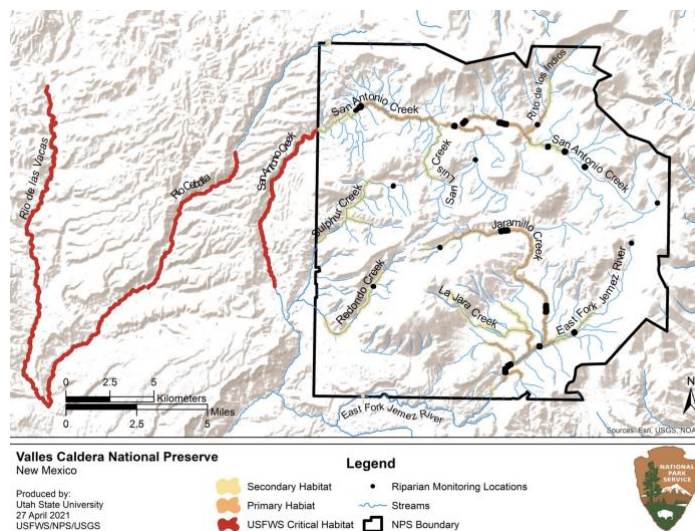 San Antonio Creek
Rito de los Indios
San Antonio Creek
San Luis Creek
San Antonio Creek
Rio de las Vacas
Rio Cebolla
Sulphur Creek
Jaramillo Creek
Redondo Creek
La Jara Creek
East Fork Jemez River
East Fork Jemez River
0 2.5 5
Kilometers
Miles
0 2.5 5
N
Sources: Esri, USGS, NOA
Valles Caldera National Preserve
New Mexico
Produced by:
Utah State University
27 April 2021
USFWS/NPS/USGS
Legend
Secondary Habitat
Primary Habiat
USFWS Critical Habitat
Riparian Monitoring Locations
Streams
NPS Boundary
NATIONAL
PARK
SERVICE